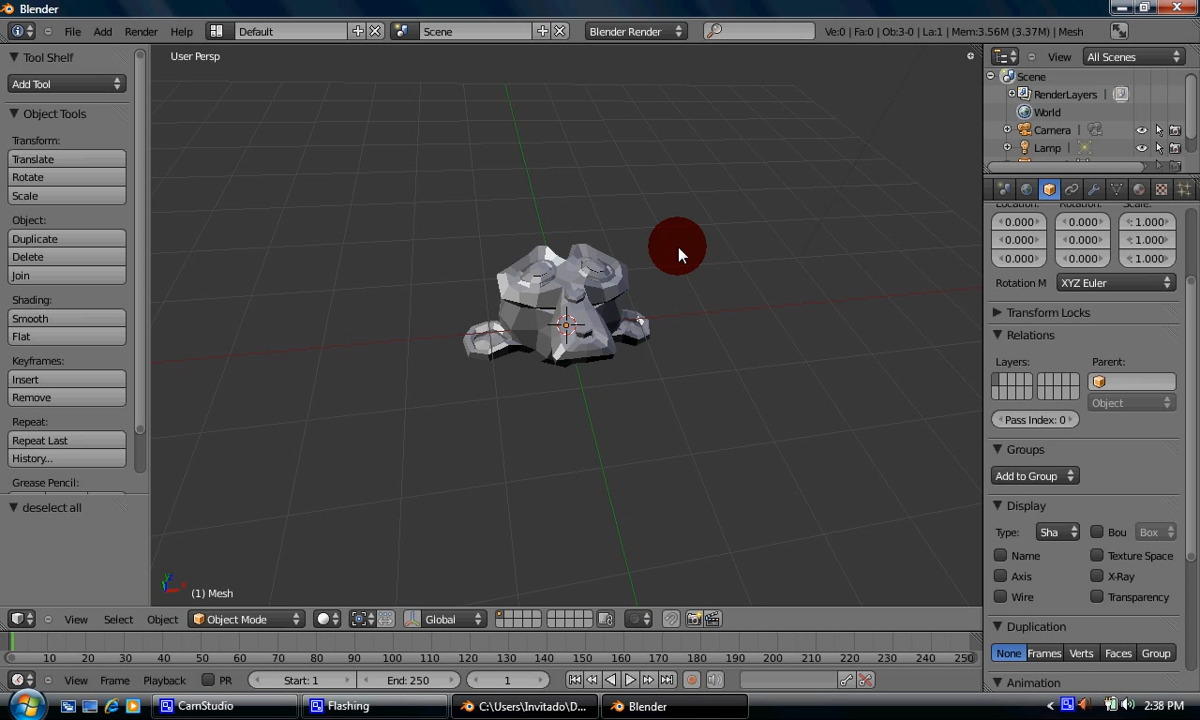 Blender
File Add Render Help Default Scene Blender Render Ve:0 | Fa:0 | Ob:3-0 | La:1 | Mem:3.56M (3.37M) | Mesh
Tool Shelf
Add Tool
Object Tools
Transform:
Translate
Rotate
Scale
Object:
Duplicate
Delete
Join
Shading:
Smooth
Flat
Keyframes:
Insert
Remove
Repeat:
Repeat Last
History...
Grease Pencil:
deselect all
User Persp
(1) Mesh
View Select Object Object Mode Global
10 20 30 40 50 60 70 80 90 100 110 120 130 140 150 160 170 180 190 200 210 220 230 240 250
View Frame Playback PR Start: 1 End: 250 1
View All Scenes
Scene
RenderLayers
World
Camera
Lamp
Location: Rotation: Scale:
0.000 0.000 : 1.000
0.000 0.000 : 1.000
0.000 0.000 : 1.000
Rotation M XYZ Euler
Transform Locks
Relations
Layers: Parent:
Object
Pass Index: 0
Groups
Add to Group
Display
Type: Sha Bou Box
Name Texture Space
Axis X-Ray
Wire Transparency
Duplication
None Frames Verts Faces Group
Animation
CamStudio Flashing C:\Users\Invitado\D... Blender 2:38 PM